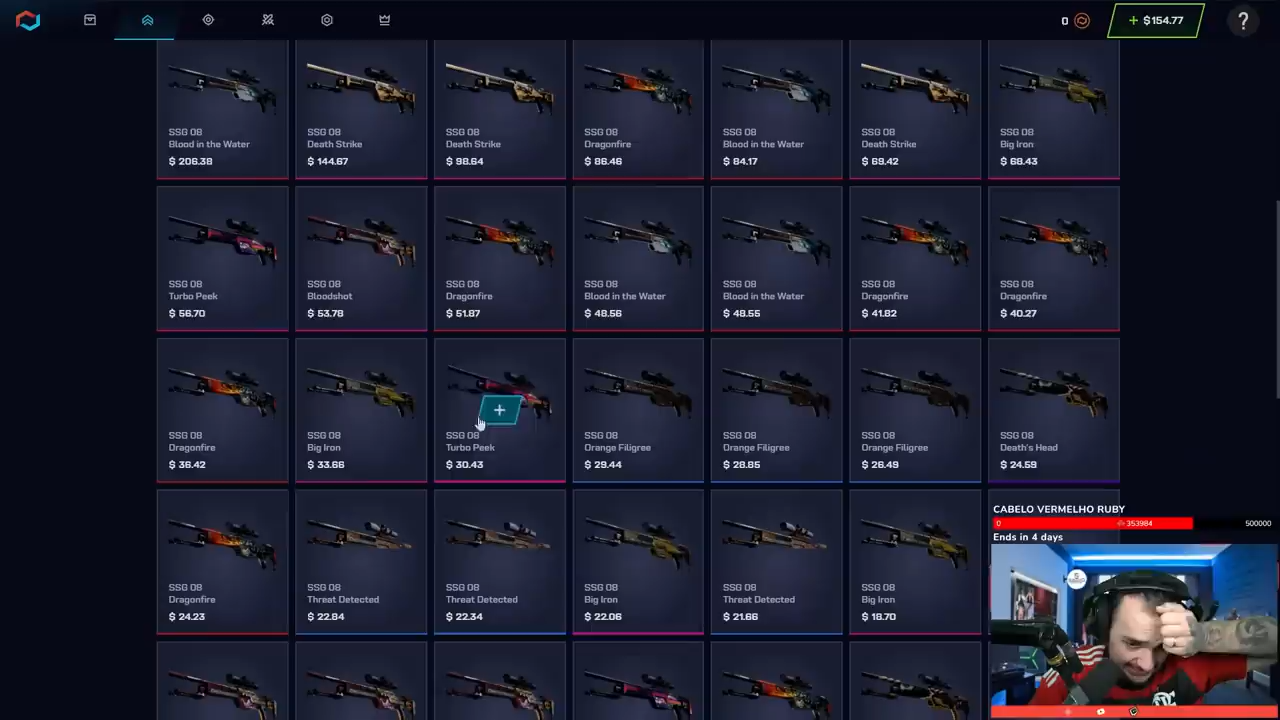 0
+ $154.77
?
SSG 08
Blood in the Water
$ 206.38
SSG 08
Death Strike
$ 144.67
SSG 08
Death Strike
$ 98.64
SSG 08
Dragonfire
$ 86.46
SSG 08
Blood in the Water
$ 84.17
SSG 08
Death Strike
$ 69.42
SSG 08
Big Iron
$ 68.43
SSG 08
Turbo Peek
$ 56.70
SSG 08
Bloodshot
$ 53.78
SSG 08
Dragonfire
$ 51.87
SSG 08
Blood in the Water
$ 48.56
SSG 08
Blood in the Water
$ 48.55
SSG 08
Dragonfire
$ 41.82
SSG 08
Dragonfire
$ 40.27
SSG 08
Dragonfire
$ 36.42
SSG 08
Big Iron
$ 33.66
SSG 08
Turbo Peek
$ 30.43
SSG 08
Orange Filigree
$ 29.44
SSG 08
Orange Filigree
$ 28.85
SSG 08
Orange Filigree
$ 26.49
SSG 08
Death's Head
$ 24.59
SSG 08
Dragonfire
$ 24.23
SSG 08
Threat Detected
$ 22.84
SSG 08
Threat Detected
$ 22.34
SSG 08
Big Iron
$ 22.06
SSG 08
Threat Detected
$ 21.66
SSG 08
Big Iron
$ 18.70
CABELO VERMELHO RUBY
0 353984 500000
Ends in 4 days